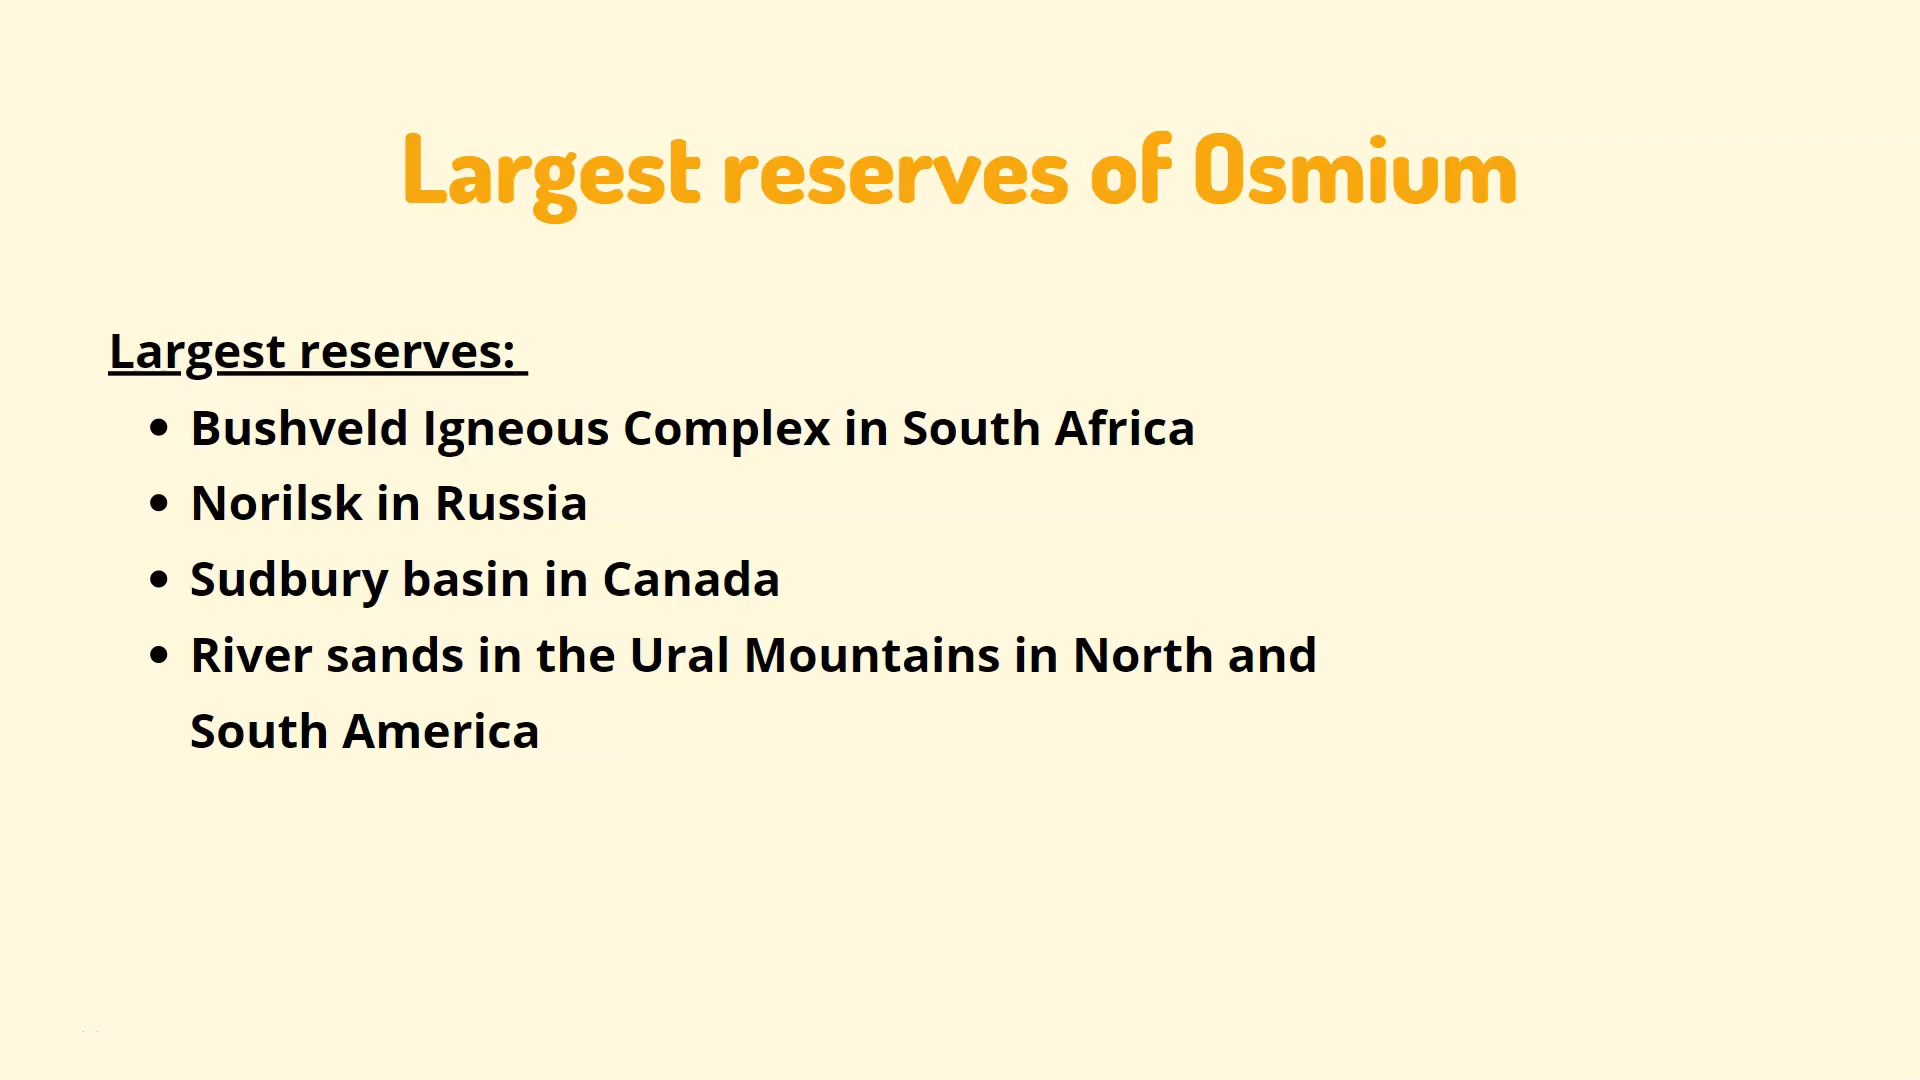 Largest reserves of Osmium
Largest reserves:
• Bushveld Igneous Complex in South Africa
• Norilsk in Russia
• Sudbury basin in Canada
• River sands in the Ural Mountains in North and
South America